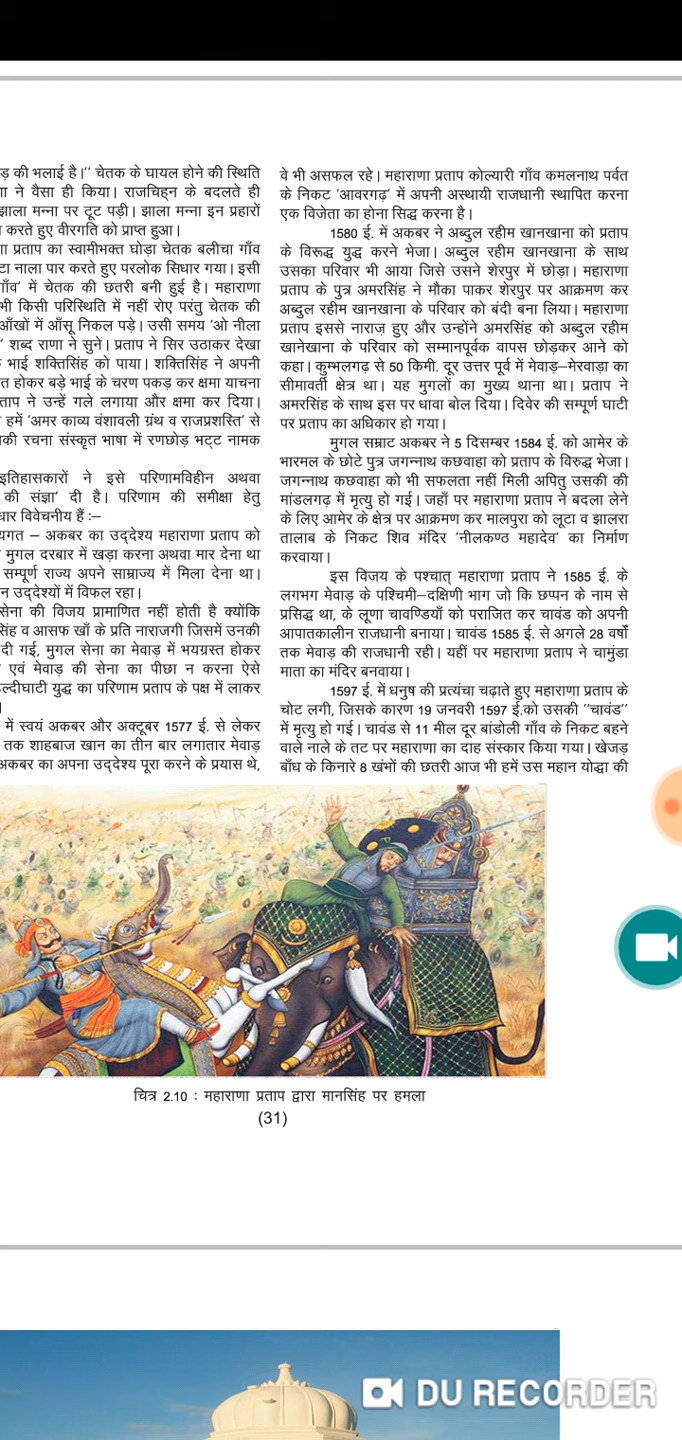 ड़ की भलाई है।'' चेतक के घायल होने की स्थिति
णा ने वैसा ही किया। राजचिह्न के बदलते ही
झाला मन्ना पर टूट पड़ी। झाला मन्ना इन प्रहारों
करते हुए वीरगति को प्राप्त हुआ।
णा प्रताप का स्वामीभक्त घोड़ा चेतक बलीचा गाँव
टा नाला पार करते हुए परलोक सिधार गया। इसी
गाँव' में चेतक की छतरी बनी हुई है। महाराणा
भी किसी परिस्थिति में नहीं रोए परंतु चेतक की
आँखों में आँसू निकल पड़े। उसी समय 'ओ नीला
' शब्द राणा ने सुने। प्रताप ने सिर उठाकर देखा
भाई शक्तिसिंह को पाया। शक्तिसिंह ने अपनी
त होकर बड़े भाई के चरण पकड़ कर क्षमा याचना
ताप ने उन्हें गले लगाया और क्षमा कर दिया।
हमें 'अमर काव्य वंशावली ग्रंथ व राजप्रशस्ति' से
की रचना संस्कृत भाषा में रणछोड़ भट्ट नामक
इतिहासकारों ने इसे परिणामविहीन अथवा
की संज्ञा' दी है। परिणाम की समीक्षा हेतु
धार विवेचनीय हैं :–
यगत – अकबर का उद्देश्य महाराणा प्रताप को
मुगल दरबार में खड़ा करना अथवा मार देना था
सम्पूर्ण राज्य अपने साम्राज्य में मिला देना था।
न उद्देश्यों में विफल रहा।
सेना की विजय प्रामाणित नहीं होती है क्योंकि
सिंह व आसफ खाँ के प्रति नाराजगी जिसमें उनकी
दी गई, मुगल सेना का मेवाड़ में भयग्रस्त होकर
एवं मेवाड़ की सेना का पीछा न करना ऐसे
ल्दीघाटी युद्ध का परिणाम प्रताप के पक्ष में लाकर
।
में स्वयं अकबर और अक्टूबर 1577 ई. से लेकर
तक शाहबाज खान का तीन बार लगातार मेवाड़
अकबर का अपना उद्देश्य पूरा करने के प्रयास थे,
वे भी असफल रहे। महाराणा प्रताप कोल्यारी गाँव कमलनाथ पर्वत
के निकट 'आवरगढ़' में अपनी अस्थायी राजधानी स्थापित करना
एक विजेता का होना सिद्ध करना है।
1580 ई. में अकबर ने अब्दुल रहीम खानखाना को प्रताप
के विरूद्ध युद्ध करने भेजा। अब्दुल रहीम खानखाना के साथ
उसका परिवार भी आया जिसे उसने शेरपुर में छोड़ा। महाराणा
प्रताप के पुत्र अमरसिंह ने मौका पाकर शेरपुर पर आक्रमण कर
अब्दुल रहीम खानखाना के परिवार को बंदी बना लिया। महाराणा
प्रताप इससे नाराज़ हुए और उन्होंने अमरसिंह को अब्दुल रहीम
खानेखाना के परिवार को सम्मानपूर्वक वापस छोड़कर आने को
कहा। कुम्भलगढ़ से 50 किमी. दूर उत्तर पूर्व में मेवाड़–मेरवाड़ा का
सीमावर्ती क्षेत्र था। यह मुगलों का मुख्य थाना था। प्रताप ने
अमरसिंह के साथ इस पर धावा बोल दिया। दिवेर की सम्पूर्ण घाटी
पर प्रताप का अधिकार हो गया।
मुगल सम्राट अकबर ने 5 दिसम्बर 1584 ई. को आमेर के
भारमल के छोटे पुत्र जगन्नाथ कछवाहा को प्रताप के विरुद्ध भेजा।
जगन्नाथ कछवाहा को भी सफलता नहीं मिली अपितु उसकी की
मांडलगढ़ में मृत्यु हो गई। जहाँ पर महाराणा प्रताप ने बदला लेने
के लिए आमेर के क्षेत्र पर आक्रमण कर मालपुरा को लूटा व झालरा
तालाब के निकट शिव मंदिर 'नीलकण्ठ महादेव' का निर्माण
करवाया।
इस विजय के पश्चात् महाराणा प्रताप ने 1585 ई. के
लगभग मेवाड़ के पश्चिमी–दक्षिणी भाग जो कि छप्पन के नाम से
प्रसिद्ध था, के लूणा चावण्डियाँ को पराजित कर चावंड को अपनी
आपातकालीन राजधानी बनाया। चावंड 1585 ई. से अगले 28 वर्षों
तक मेवाड़ की राजधानी रही। यहीं पर महाराणा प्रताप ने चामुंडा
माता का मंदिर बनवाया।
1597 ई. में धनुष की प्रत्यंचा चढ़ाते हुए महाराणा प्रताप के
चोट लगी, जिसके कारण 19 जनवरी 1597 ई.को उसकी ''चावंड''
में मृत्यु हो गई। चावंड से 11 मील दूर बांडोली गाँव के निकट बहने
वाले नाले के तट पर महाराणा का दाह संस्कार किया गया। खेजड़
बाँध के किनारे 8 खंभों की छतरी आज भी हमें उस महान योद्धा की
चित्र 2.10 : महाराणा प्रताप द्वारा मानसिंह पर हमला
(31)
DU RECORDER